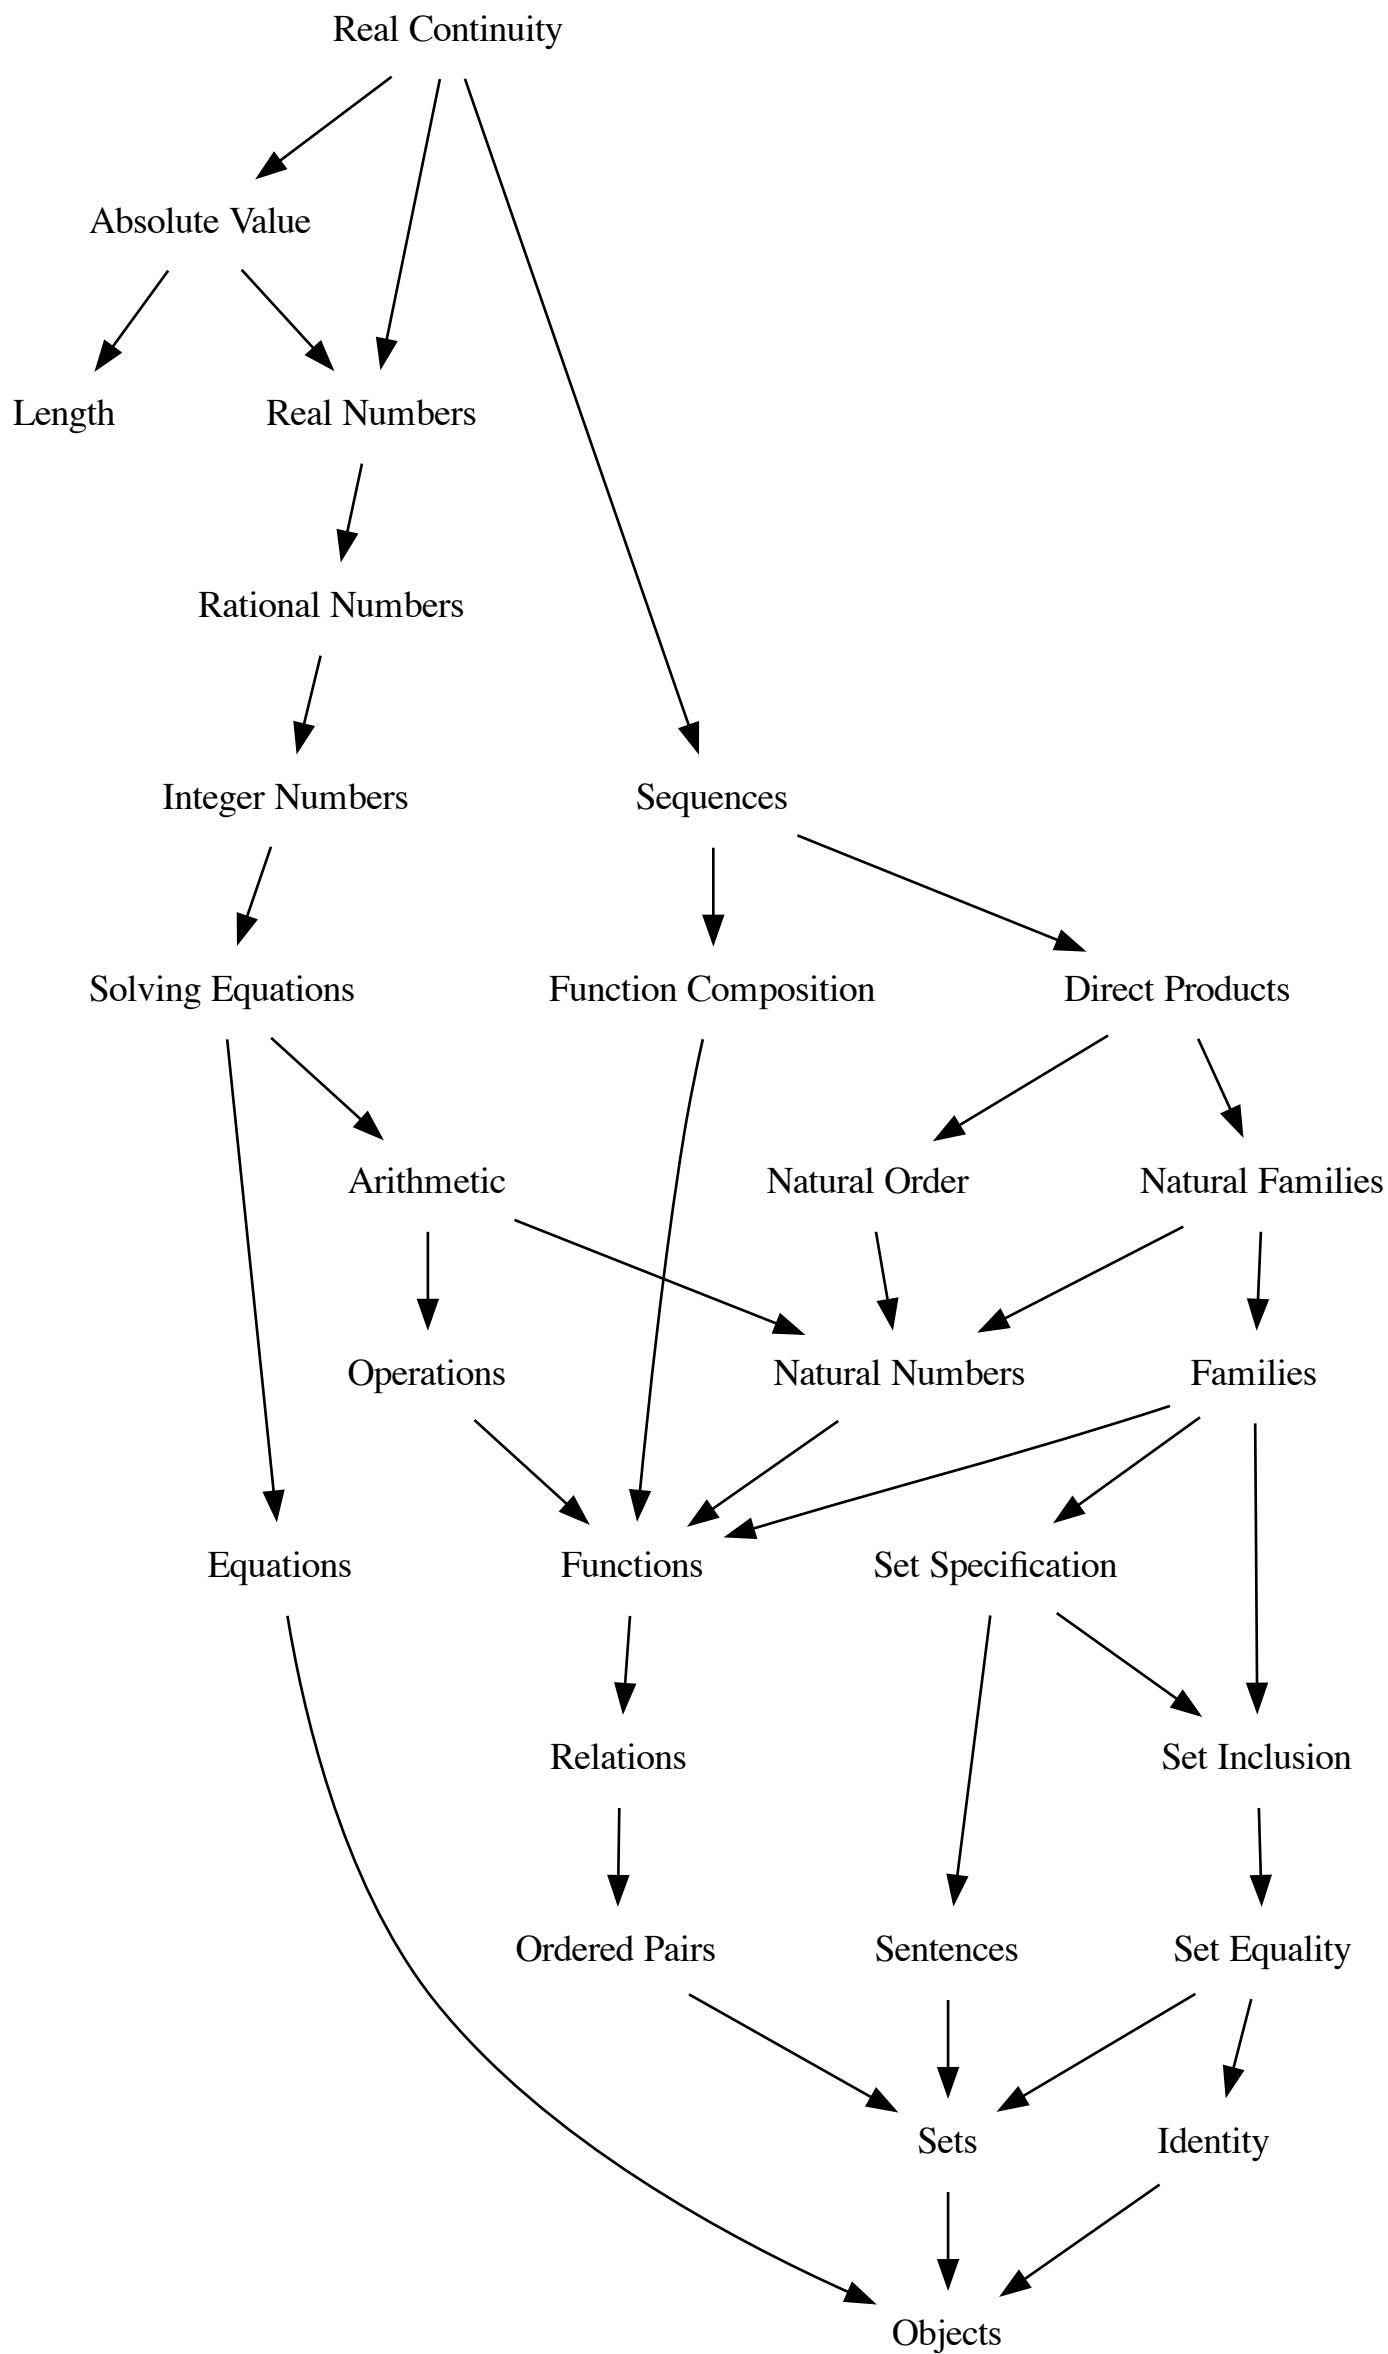 Real Continuity
Absolute Value
Length
Real Numbers
Rational Numbers
Integer Numbers
Sequences
Solving Equations
Function Composition
Direct Products
Arithmetic
Natural Order
Natural Families
Operations
Natural Numbers
Families
Equations
Functions
Set Specification
Relations
Set Inclusion
Ordered Pairs
Sentences
Set Equality
Sets
Identity
Objects